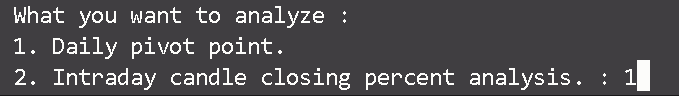 What you want to analyze :
1. Daily pivot point.
2. Intraday candle closing percent analysis. : 1